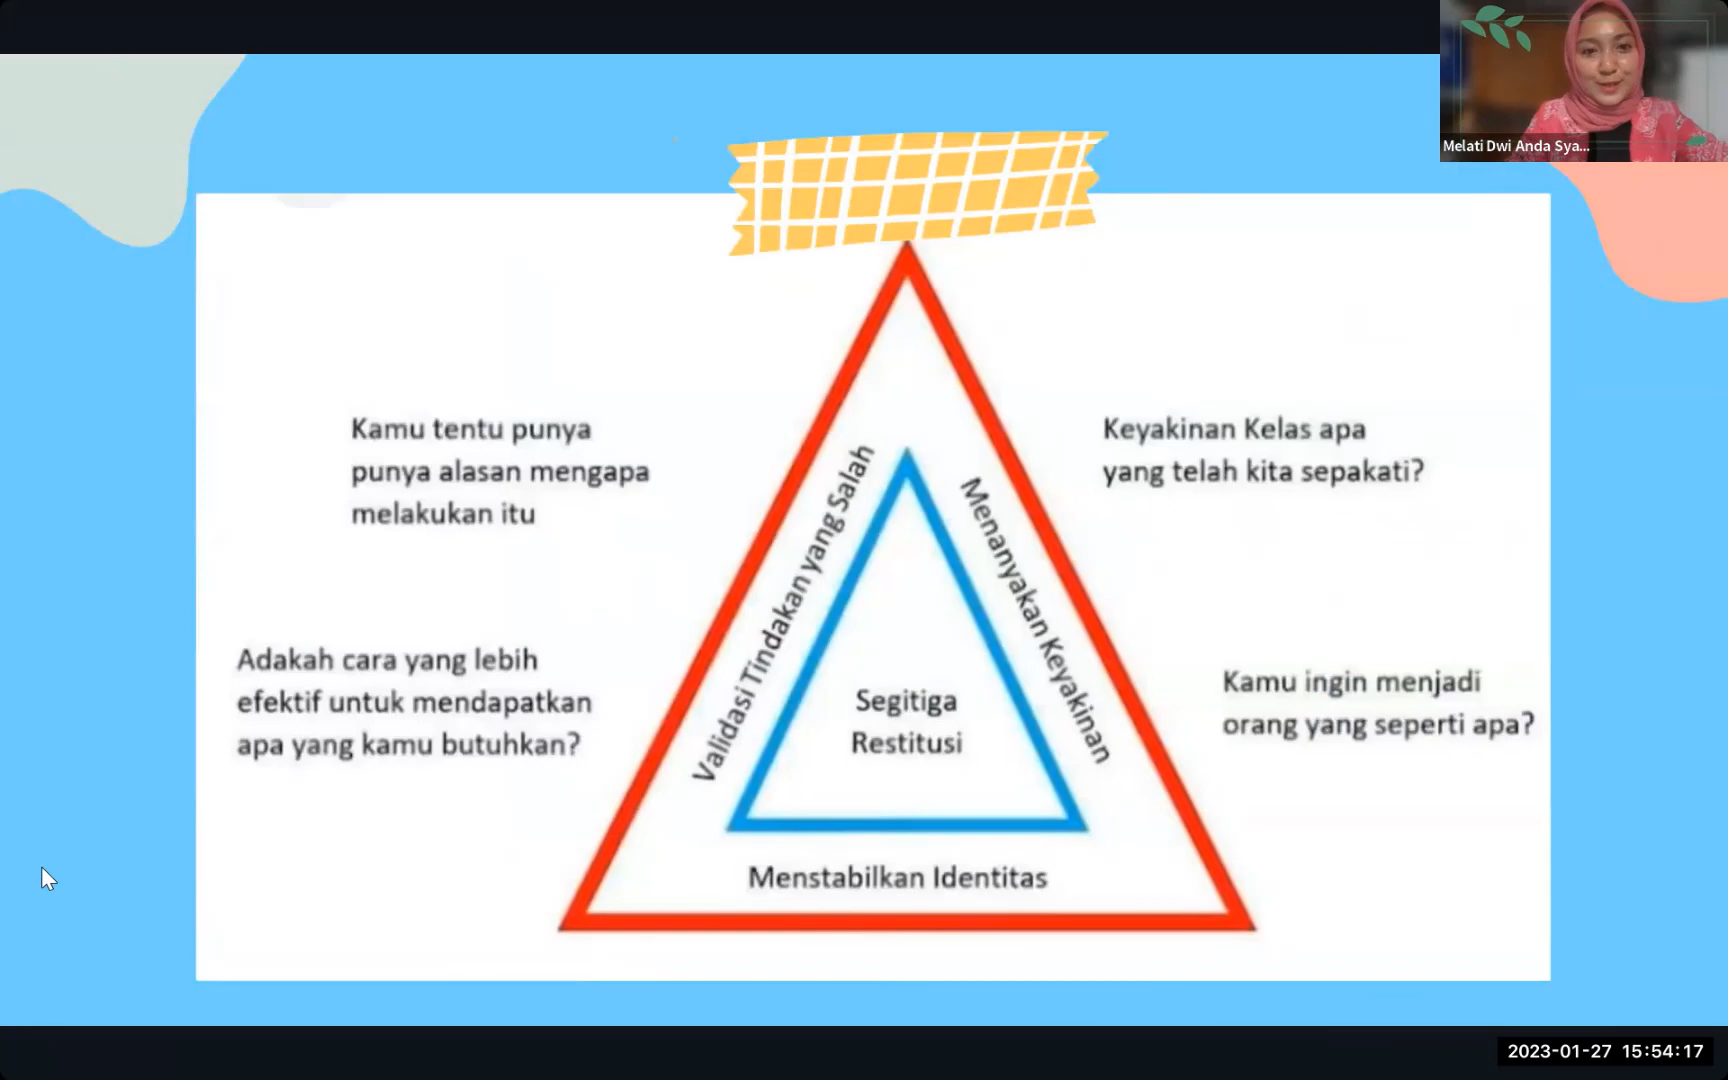 Melati Dwi Anda Sya...
Kamu tentu punya
punya alasan mengapa
melakukan itu
Keyakinan Kelas apa
yang telah kita sepakati?
Validasi Tindakan yang Salah
Menanyakan Keyakinan
Adakah cara yang lebih
efektif untuk mendapatkan
apa yang kamu butuhkan?
Segitiga
Restitusi
Kamu ingin menjadi
orang yang seperti apa?
Menstabilkan Identitas
2023-01-27 15:54:17